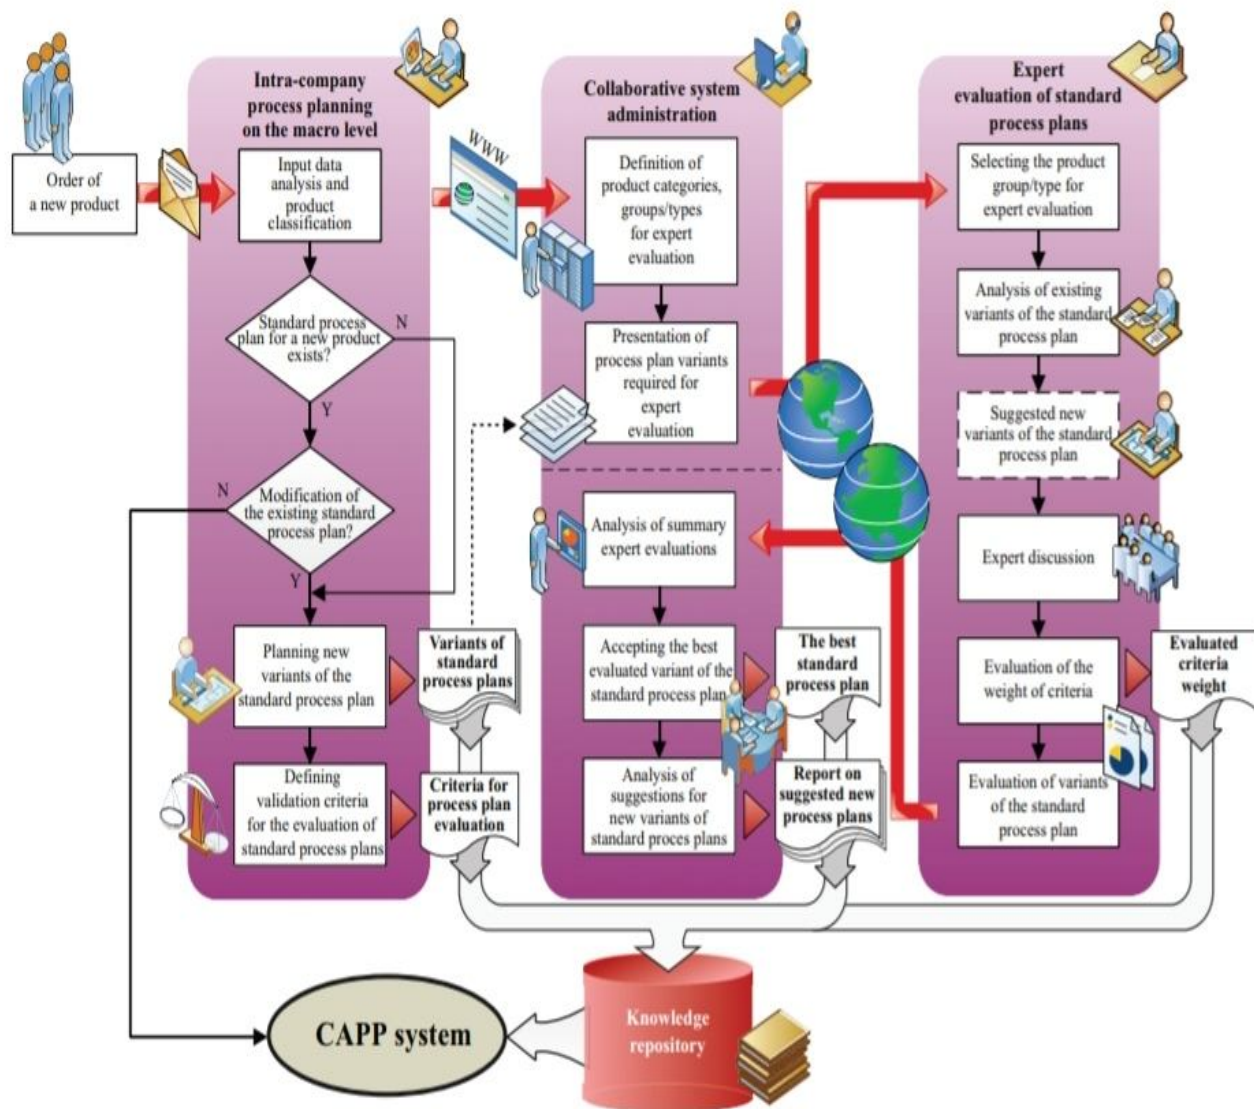 Order of
a new product
Intra-company
process planning
on the macro level
Input data
analysis and
product
classification
Standard process
plan for a new product
exists?
N
Y
Modification of
the existing standard
process plan?
N
Y
Planning new
variants of the
standard process plan
Variants of
standard
process plans
Defining
validation criteria
for the evaluation of
standard process plans
Criteria for
process plan
evaluation
WWW
Collaborative system
administration
Definition of
product categories,
groups/types
for expert
evaluation
Presentation of
process plan variants
required for
expert
evaluation
Analysis of summary
expert evaluations
Accepting the best
evaluated variant of the
standard process plan
The best
standard
process plan
Analysis of
suggestions for
new variants of
standard proces plans
Report on
suggested new
process plans
Expert
evaluation of standard
process plans
Selecting the product
group/type for
expert evaluation
Analysis of existing
variants of the standard
process plan
Suggested new
variants of the standard
process plan
Expert discussion
Evaluation of the
weight of criteria
Evaluated
criteria
weight
Evaluation of variants
of the standard
process plan
CAPP system
Knowledge
repository